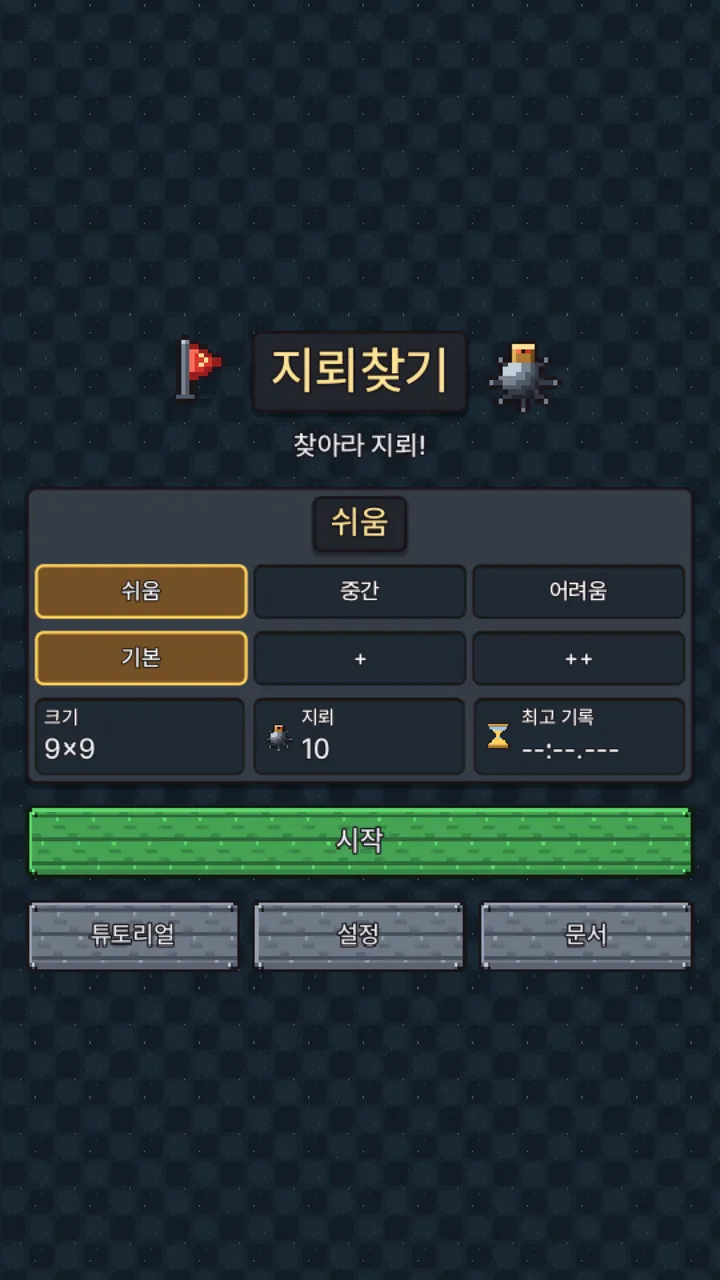 지뢰찾기
찾아라 지뢰!
쉬움
쉬움 중간 어려움
기본 + ++
크기 지뢰 최고 기록
9×9 10 --:--.---
시작
튜토리얼 설정 문서